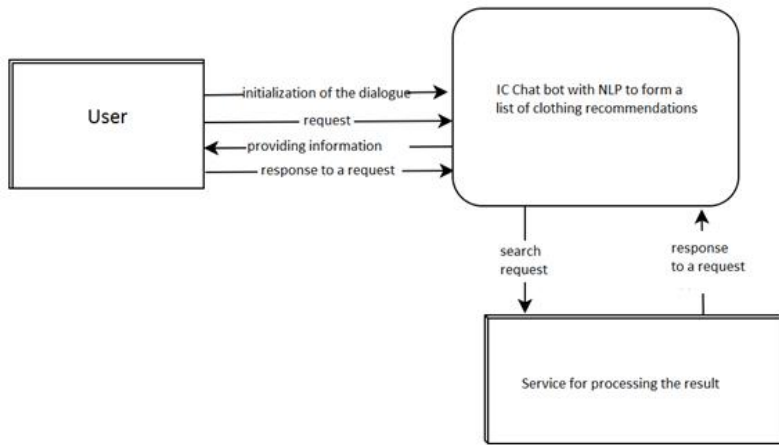 User
initialization of the dialogue
request
providing information
response to a request
IC Chat bot with NLP to form a
list of clothing recommendations
search
request
response
to a request
Service for processing the result